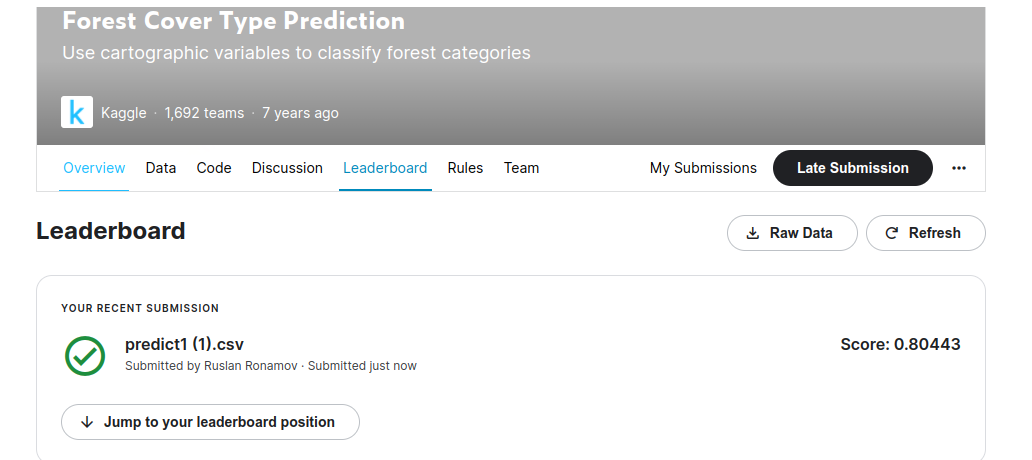 Forest Cover Type Prediction
Use cartographic variables to classify forest categories
k Kaggle · 1,692 teams · 7 years ago
Overview Data Code Discussion Leaderboard Rules Team My Submissions Late Submission ···
Leaderboard Raw Data Refresh
YOUR RECENT SUBMISSION
predict1 (1).csv Score: 0.80443
Submitted by Ruslan Ronamov · Submitted just now
Jump to your leaderboard position